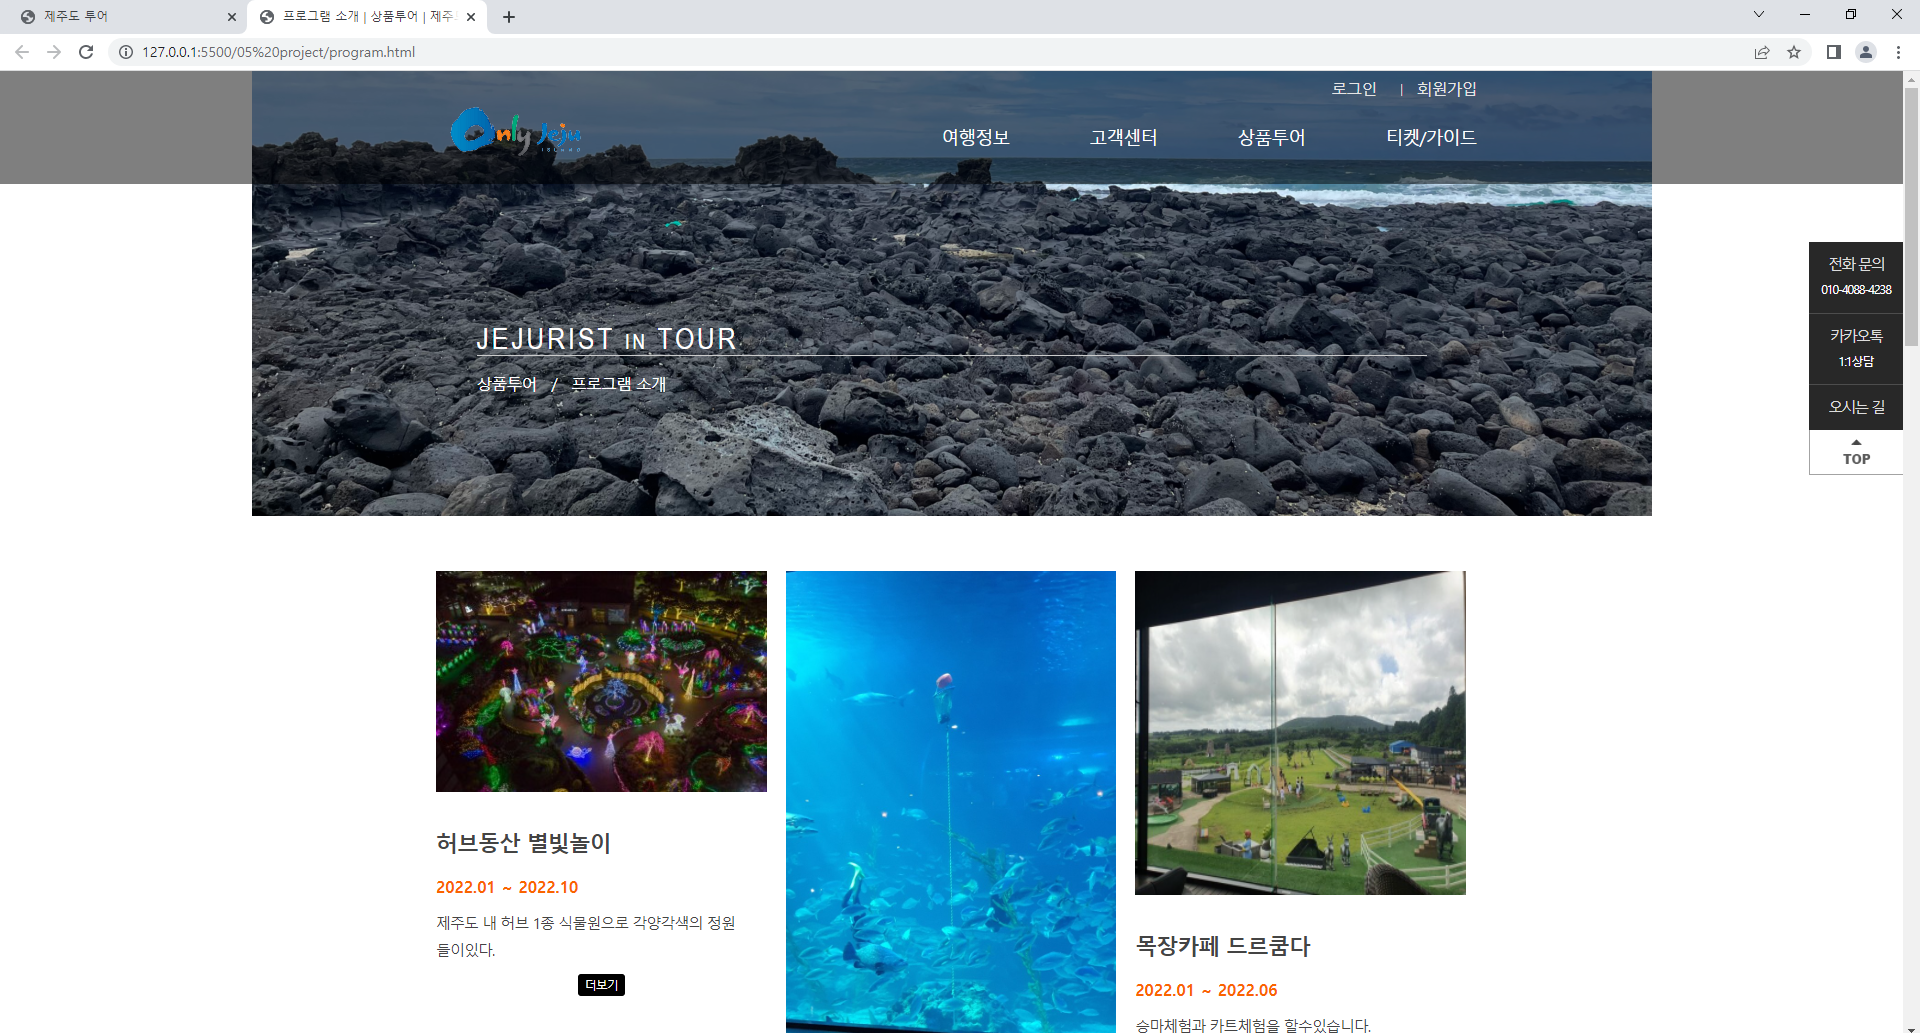 제주도 투어
프로그램 소개 | 상품투어 | 제주
127.0.0.1:5500/05%20project/program.html
로그인 | 회원가입
Only Jeju
ISLAND
여행정보 고객센터 상품투어 티켓/가이드
JEJURIST IN TOUR
상품투어 / 프로그램 소개
전화 문의
010-4088-4238
카카오톡
1:1상담
오시는 길
TOP
허브동산 별빛놀이
2022.01 ~ 2022.10
제주도 내 허브 1종 식물원으로 각양각색의 정원
들이있다.
더보기
목장카페 드르쿰다
2022.01 ~ 2022.06
승마체험과 카트체험을 할수있습니다.